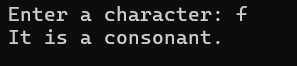 Enter a character: f
It is a consonant.